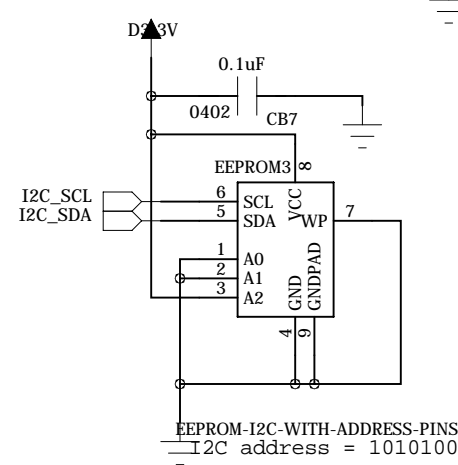 D3.3V
0.1uF
0402
CB7
EEPROM3
8
I2C_SCL
6
SCL
VCC
I2C_SDA
5
SDA
WP
7
1
A0
2
A1
3
A2
GND
GNDPAD
4
9
EEPROM-I2C-WITH-ADDRESS-PINS
I2C address = 1010100